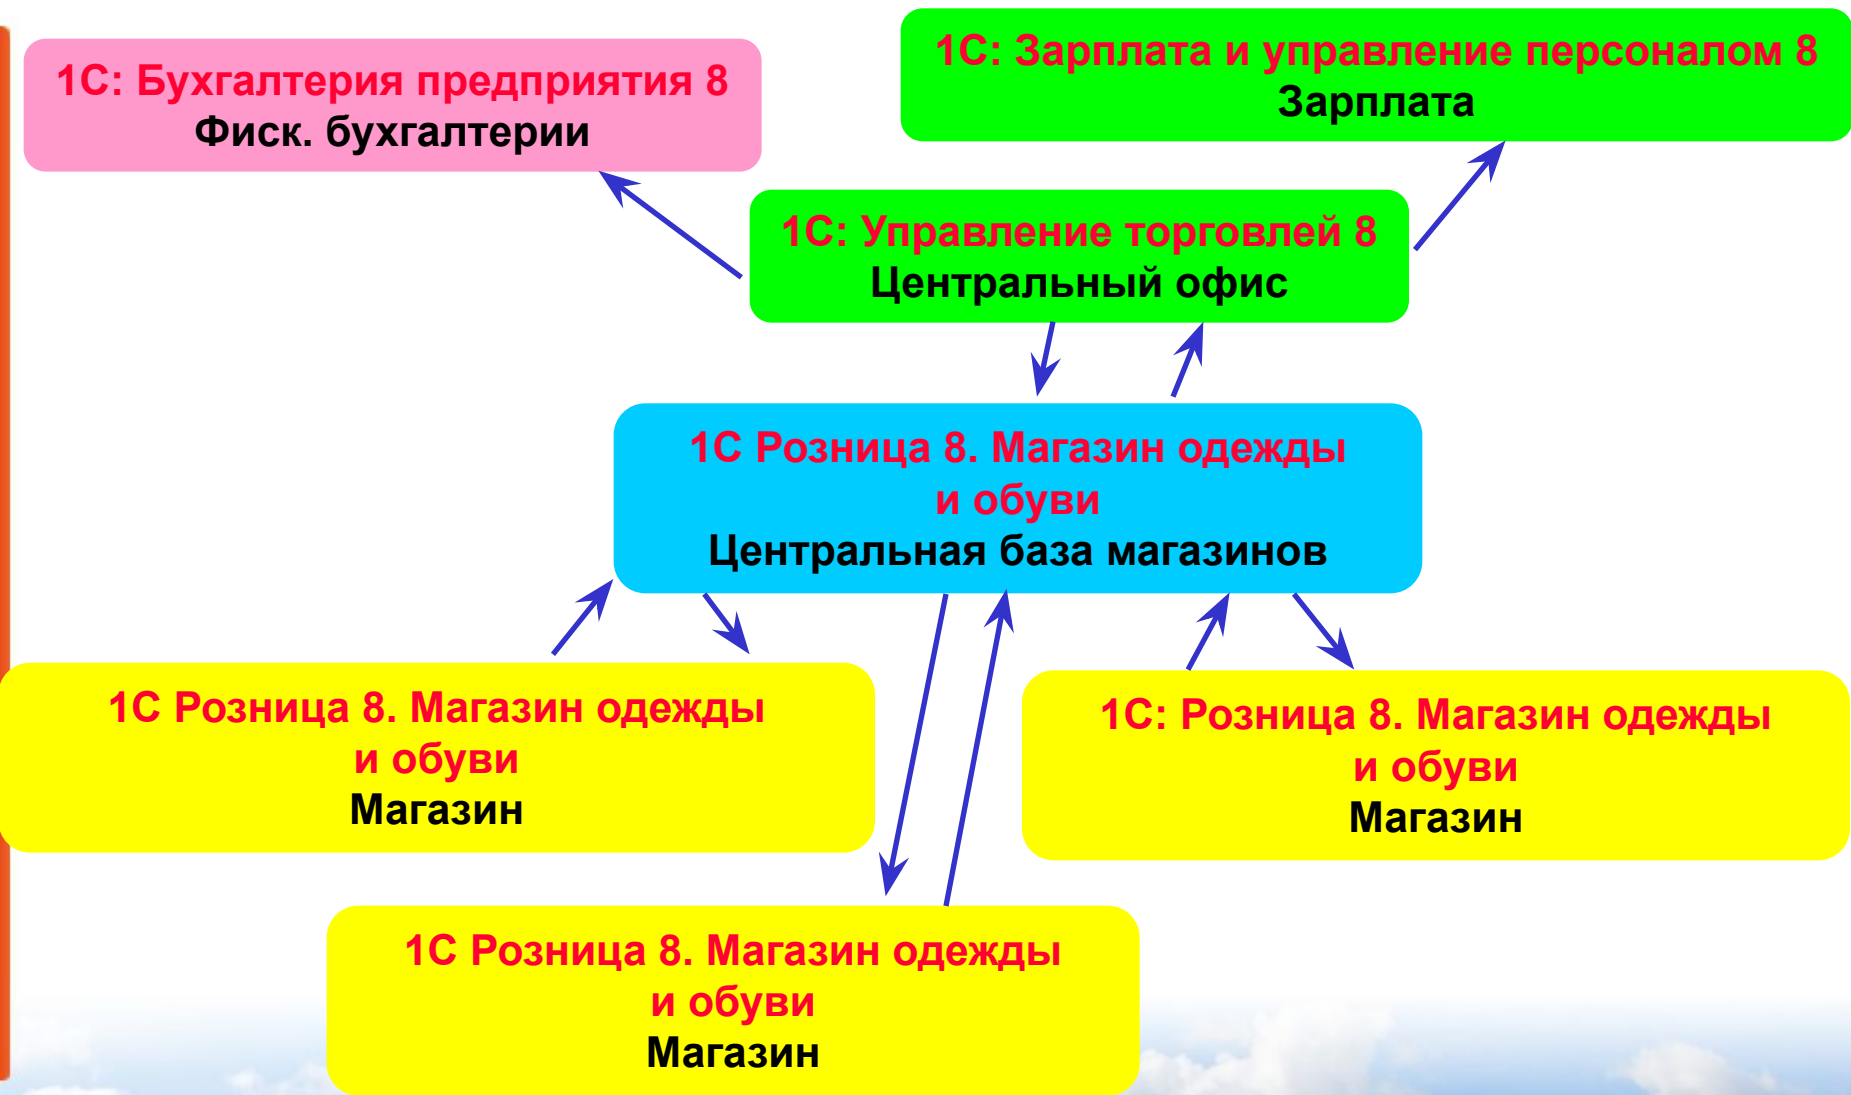 1С: Бухгалтерия предприятия 8
Фиск. бухгалтерии
1С: Зарплата и управление персоналом 8
Зарплата
1С: Управление торговлей 8
Центральный офис
1С Розница 8. Магазин одежды
и обуви
Центральная база магазинов
1С Розница 8. Магазин одежды
и обуви
Магазин
1С: Розница 8. Магазин одежды
и обуви
Магазин
1С Розница 8. Магазин одежды
и обуви
Магазин